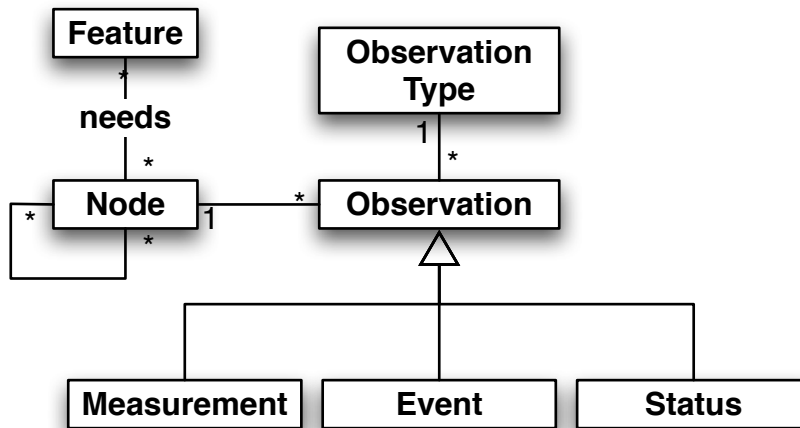 Feature
Observation
Type
*
needs
1
*
*
Node
Observation
*
1
*
*
Measurement
Event
Status